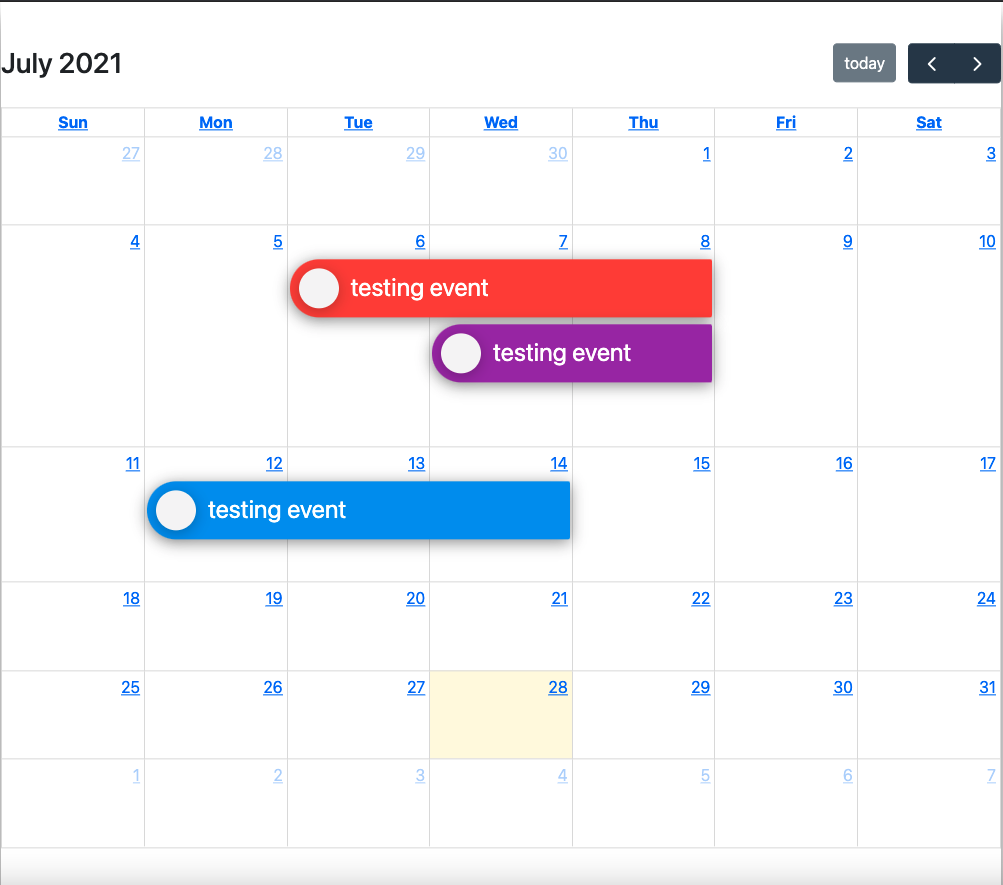 July 2021 today
Sun Mon Tue Wed Thu Fri Sat
27 28 29 30 1 2 3
4 5 6 7 8 9 10
testing event
testing event
11 12 13 14 15 16 17
testing event
18 19 20 21 22 23 24
25 26 27 28 29 30 31
1 2 3 4 5 6 7